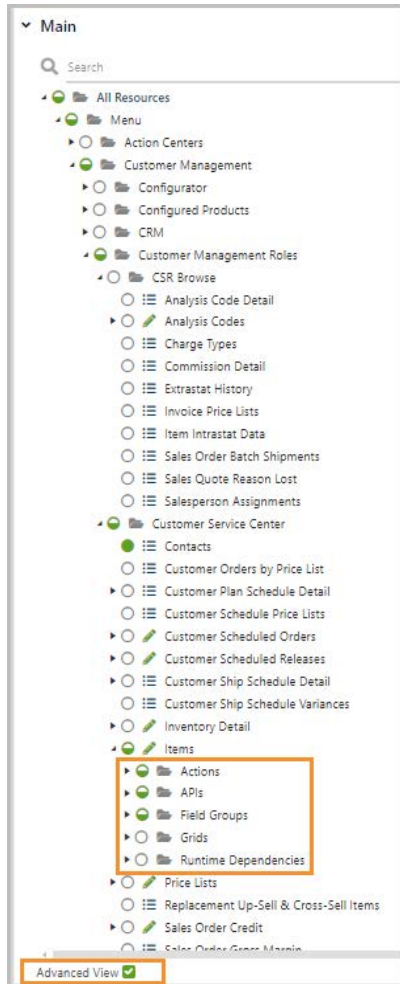 Main
Search
All Resources
Menu
Action Centers
Customer Management
Configurator
Configured Products
CRM
Customer Management Roles
CSR Browse
Analysis Code Detail
Analysis Codes
Charge Types
Commission Detail
Extrastat History
Invoice Price Lists
Item Intrastat Data
Sales Order Batch Shipments
Sales Quote Reason Lost
Salesperson Assignments
Customer Service Center
Contacts
Customer Orders by Price List
Customer Plan Schedule Detail
Customer Schedule Price Lists
Customer Scheduled Orders
Customer Scheduled Releases
Customer Ship Schedule Detail
Customer Ship Schedule Variances
Inventory Detail
Items
Actions
APIs
Field Groups
Grids
Runtime Dependencies
Price Lists
Replacement Up-Sell & Cross-Sell Items
Sales Order Credit
Sales Order Gross Margin
Advanced View